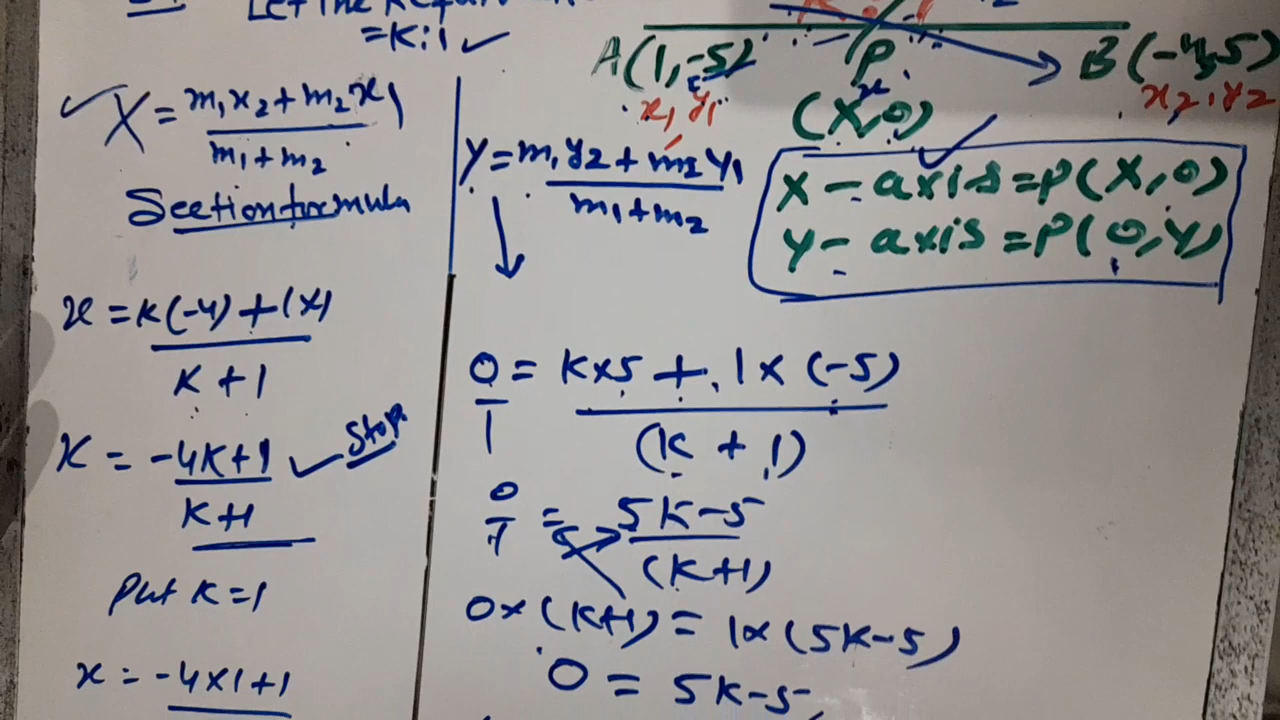 Let the
= K:1 ✓
A(1,-5) P B(-4,5)
x1 y1 x2, y2
(x,0)
✓ X = m1x2 + m2x1 / m1 + m2
Section formula
x = K(-4) + 1×1 / K + 1
x = -4K+1 / K+1 ✓ Stop.
Put K = 1
x = -4×1+1
Y = m1y2 + m2y1 / m1 + m2
X - axis = P(X,0)
Y - axis = P(0,Y)
0/1 = K×5 + 1×(-5) / (K + 1)
0/1 = 5K-5 / (K+1)
0×(K+1) = 1×(5K-5)
0 = 5K-5